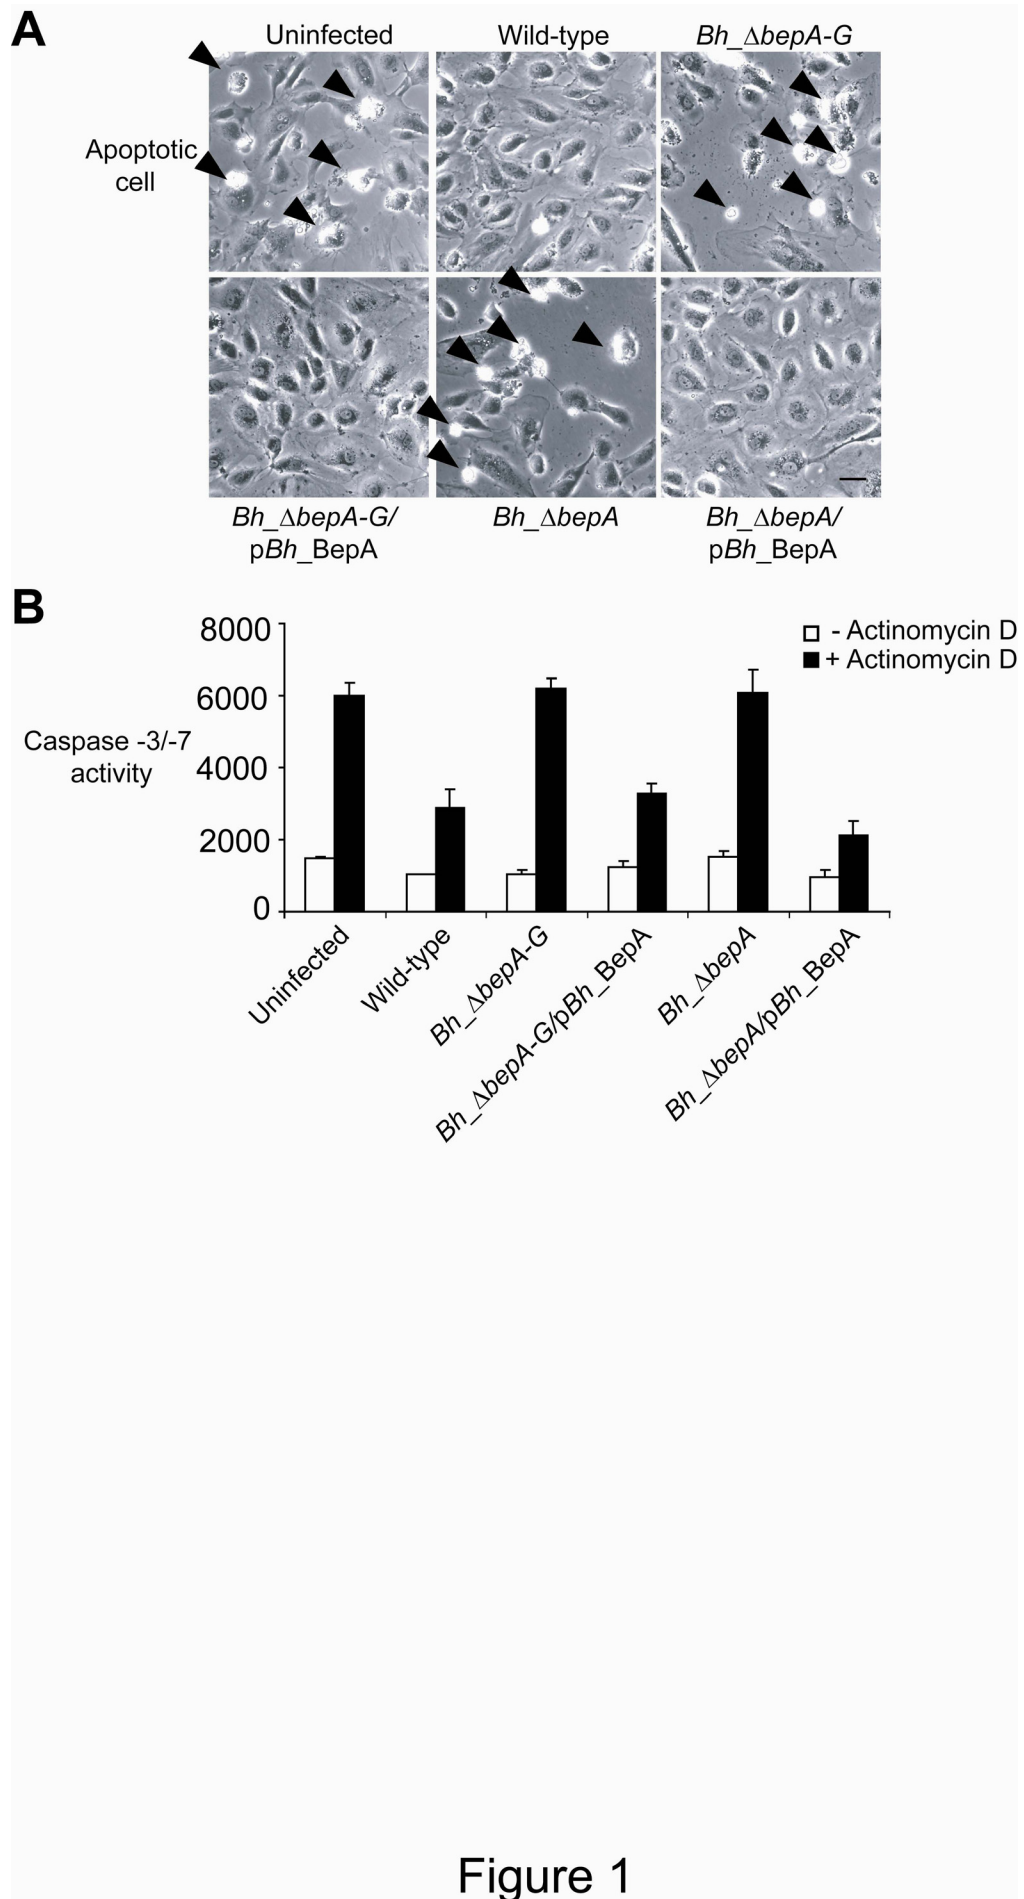 A
Uninfected Wild-type Bh_ΔbepA-G
Apoptotic
cell
Bh_ΔbepA-G/ Bh_ΔbepA Bh_ΔbepA/
pBh_BepA pBh_BepA
B
8000
6000
4000
2000
0
Caspase -3/-7
activity
- Actinomycin D
+ Actinomycin D
Uninfected
Wild-type
Bh_ΔbepA-G
Bh_ΔbepA-G/pBh_BepA
Bh_ΔbepA
Bh_ΔbepA/pBh_BepA
Figure 1